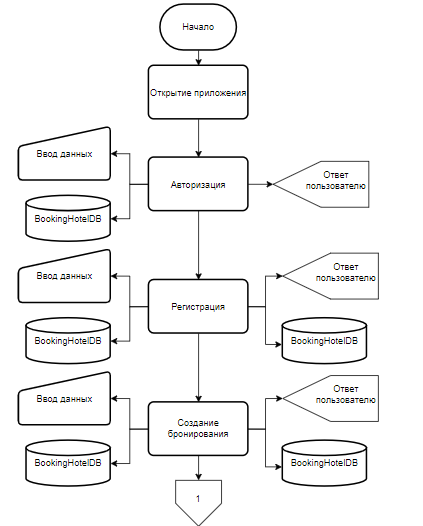 Начало
Открытие приложения
Ввод данных
Авторизация
Ответ
пользователю
BookingHotelDB
Ввод данных
Ответ
пользователю
Регистрация
BookingHotelDB
BookingHotelDB
Ввод данных
Ответ
пользователю
Создание
бронирования
BookingHotelDB
BookingHotelDB
1